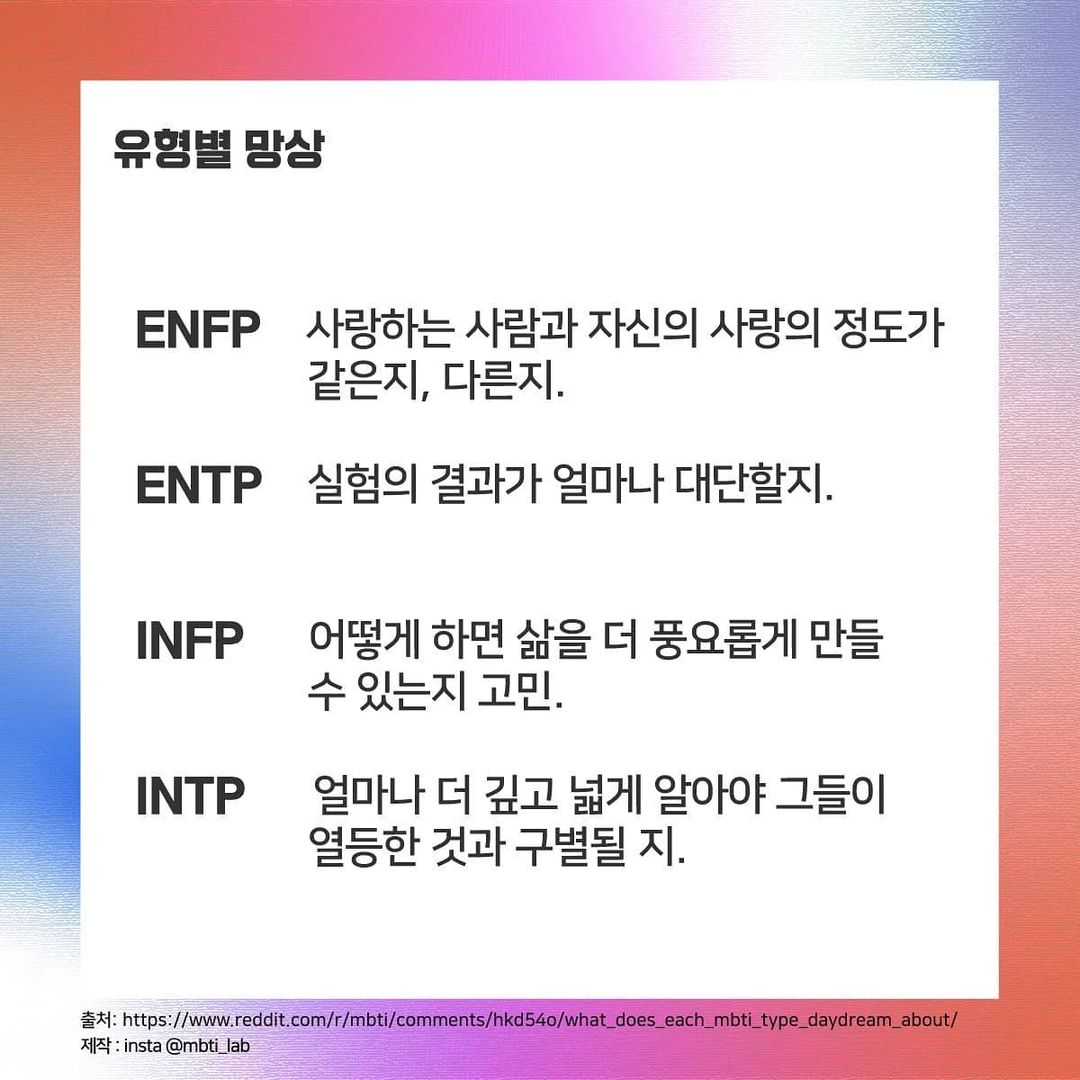 유형별 망상
ENFP 사랑하는 사람과 자신의 사랑의 정도가
같은지, 다른지.
ENTP 실험의 결과가 얼마나 대단할지.
INFP 어떻게 하면 삶을 더 풍요롭게 만들
수 있는지 고민.
INTP 얼마나 더 깊고 넓게 알아야 그들이
열등한 것과 구별될 지.
출처: https://www.reddit.com/r/mbti/comments/hkd54o/what_does_each_mbti_type_daydream_about/
제작 : insta @mbti_lab